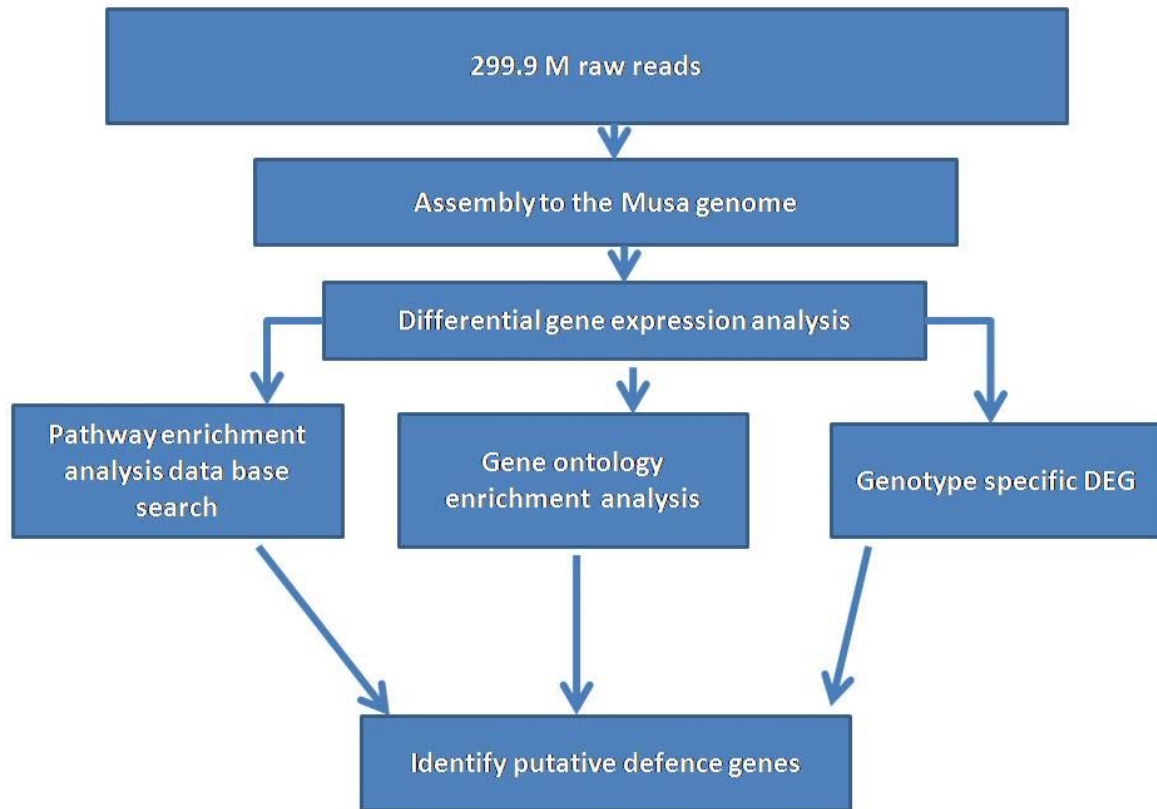 299.9 M raw reads
Assembly to the Musa genome
Differential gene expression analysis
Pathway enrichment
analysis data base
search
Gene ontology
enrichment analysis
Genotype specific DEG
Identify putative defence genes